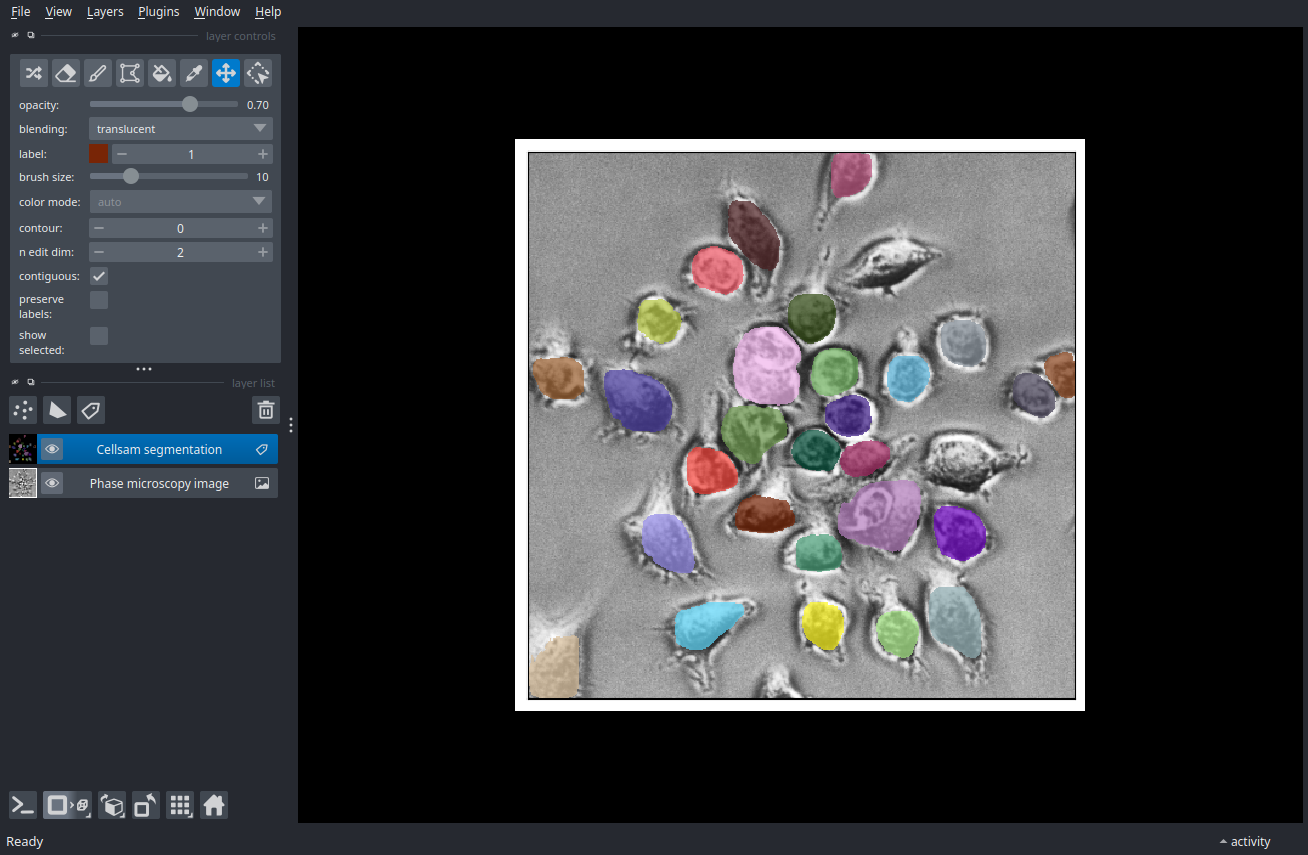 File View Layers Plugins Window Help
layer controls
opacity: 0.70
blending: translucent
label: 1
brush size: 10
color mode: auto
contour: 0
n edit dim: 2
contiguous:
preserve
labels:
show
selected:
layer list
Cellsam segmentation
Phase microscopy image
Ready activity